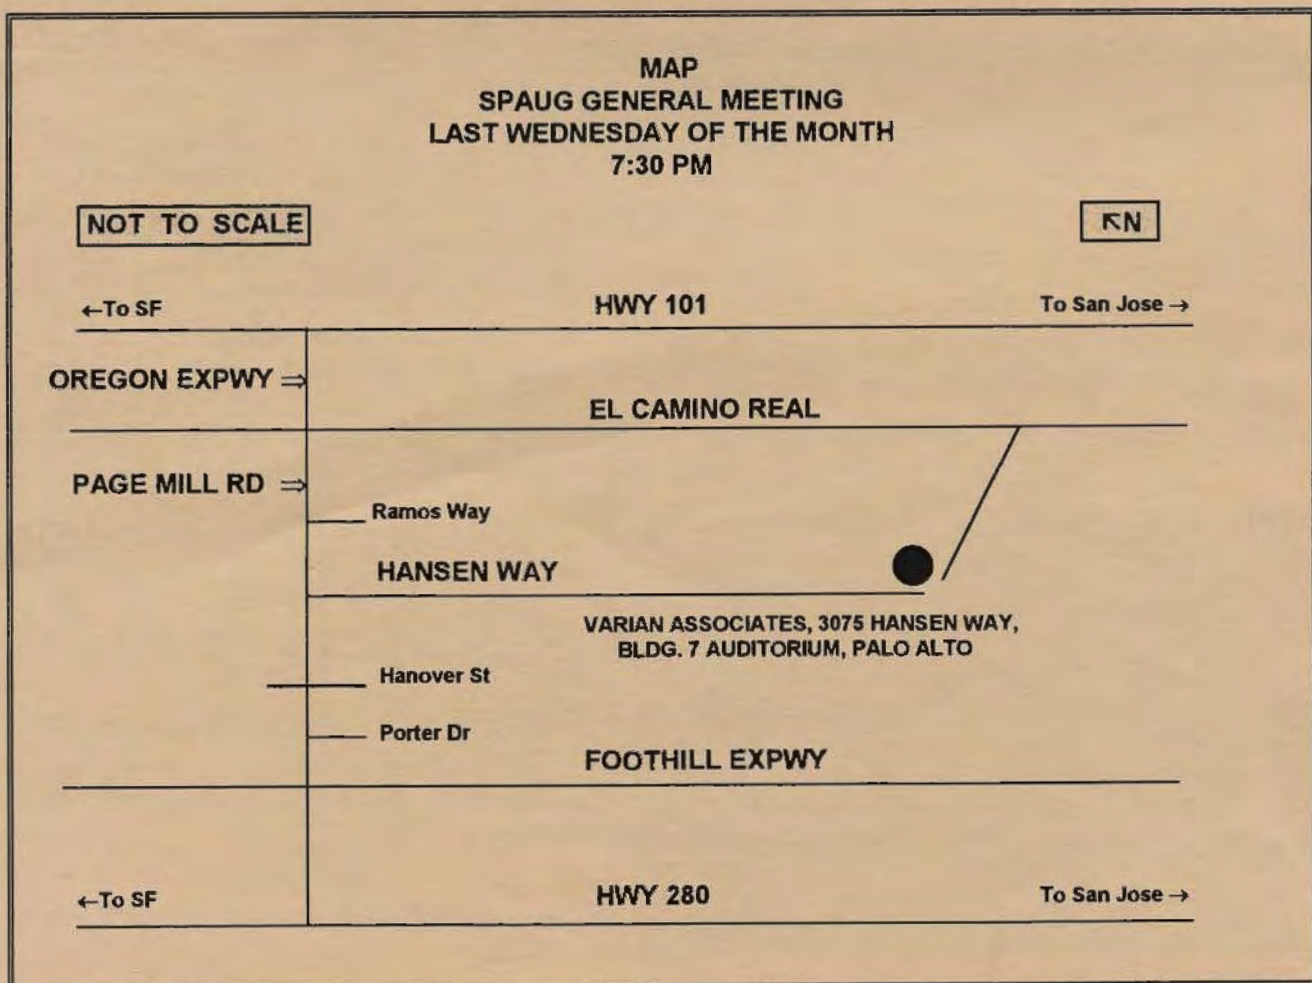 MAP
SPAUG GENERAL MEETING
LAST WEDNESDAY OF THE MONTH
7:30 PM
NOT TO SCALE
↖N
←To SF
HWY 101
To San Jose →
OREGON EXPWY ⇒
EL CAMINO REAL
PAGE MILL RD ⇒
Ramos Way
HANSEN WAY
VARIAN ASSOCIATES, 3075 HANSEN WAY,
BLDG. 7 AUDITORIUM, PALO ALTO
Hanover St
Porter Dr
FOOTHILL EXPWY
←To SF
HWY 280
To San Jose →